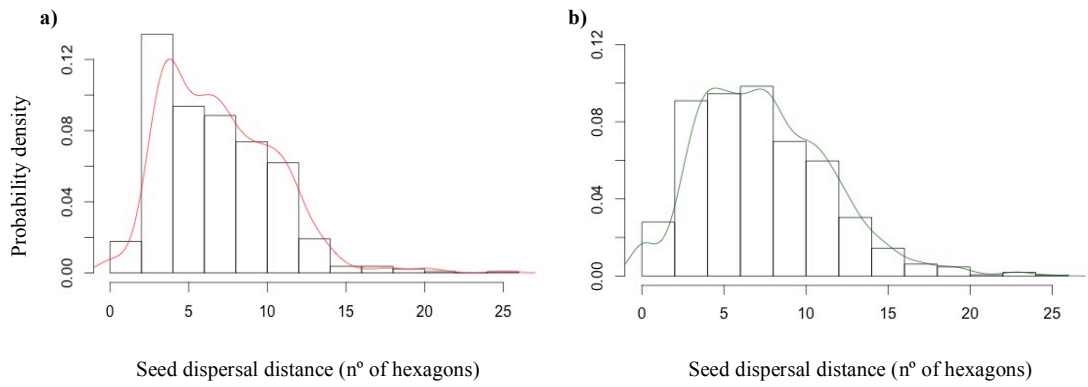 a)
b)
Probability density
0.00 0.04 0.08 0.12
0.00 0.04 0.08 0.12
0 5 10 15 20 25
0 5 10 15 20 25
Seed dispersal distance (nº of hexagons)
Seed dispersal distance (nº of hexagons)